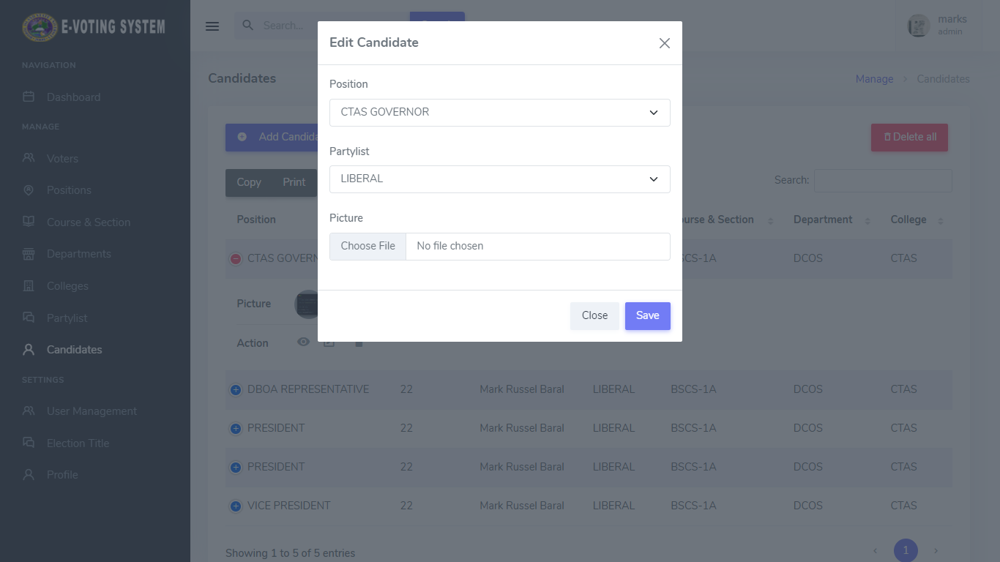 E-VOTING SYSTEM
NAVIGATION
Dashboard
MANAGE
Voters
Positions
Course & Section
Departments
Colleges
Partylist
Candidates
SETTINGS
User Management
Election Title
Profile
Search...
marks
admin
Candidates
Manage > Candidates
Add Candida
Delete all
Copy Print
Search:
Position ourse & Section Department College
CTAS GOVERN SCS-1A DCOS CTAS
Picture
Action
DBOA REPRESENTATIVE 22 Mark Russel Baral LIBERAL BSCS-1A DCOS CTAS
PRESIDENT 22 Mark Russel Baral LIBERAL BSCS-1A DCOS CTAS
PRESIDENT 22 Mark Russel Baral LIBERAL BSCS-1A DCOS CTAS
VICE PRESIDENT 22 Mark Russel Baral LIBERAL BSCS-1A DCOS CTAS
Showing 1 to 5 of 5 entries
‹ 1 ›
Edit Candidate
Position
CTAS GOVERNOR
Partylist
LIBERAL
Picture
Choose File No file chosen
Close Save